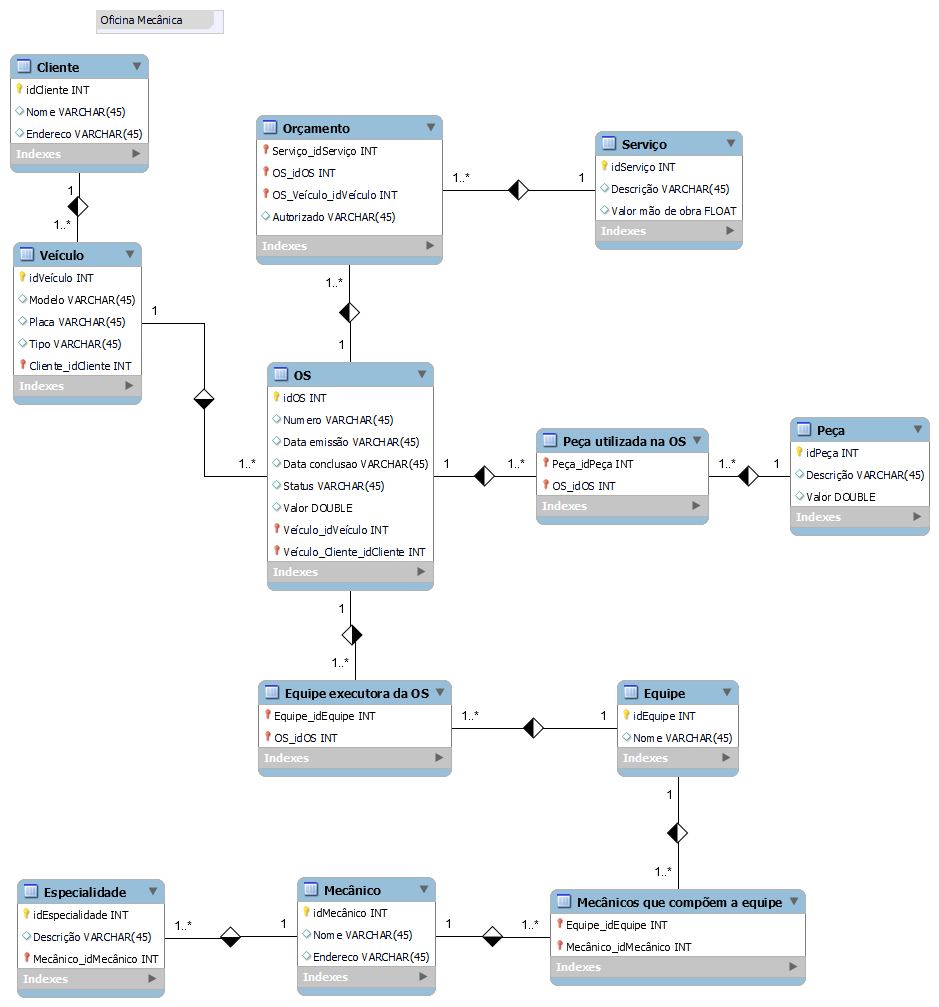 Oficina Mecânica
Cliente
idCliente INT
Nome VARCHAR(45)
Endereco VARCHAR(45)
Indexes
1
1..*
Veículo
idVeículo INT
Modelo VARCHAR(45)
Placa VARCHAR(45)
Tipo VARCHAR(45)
Cliente_idCliente INT
Indexes
1
1..*
Orçamento
Serviço_idServiço INT
OS_idOS INT
OS_Veículo_idVeículo INT
Autorizado VARCHAR(45)
Indexes
1..*
1
Serviço
idServiço INT
Descrição VARCHAR(45)
Valor mão de obra FLOAT
Indexes
1..*
1
OS
idOS INT
Numero VARCHAR(45)
Data emissão VARCHAR(45)
Data conclusao VARCHAR(45)
Status VARCHAR(45)
Valor DOUBLE
Veículo_idVeículo INT
Veículo_Cliente_idCliente INT
Indexes
1
1..*
Peça utilizada na OS
Peça_idPeça INT
OS_idOS INT
Indexes
1..*
1
Peça
idPeça INT
Descrição VARCHAR(45)
Valor DOUBLE
Indexes
1
1..*
Equipe executora da OS
Equipe_idEquipe INT
OS_idOS INT
Indexes
1..*
1
Equipe
idEquipe INT
Nome VARCHAR(45)
Indexes
1
1..*
Especialidade
idEspecialidade INT
Descrição VARCHAR(45)
Mecânico_idMecânico INT
Indexes
1..*
1
Mecânico
idMecânico INT
Nome VARCHAR(45)
Endereco VARCHAR(45)
Indexes
1
1..*
Mecânicos que compõem a equipe
Equipe_idEquipe INT
Mecânico_idMecânico INT
Indexes